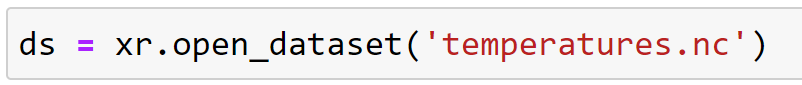 ds = xr.open_dataset('temperatures.nc')